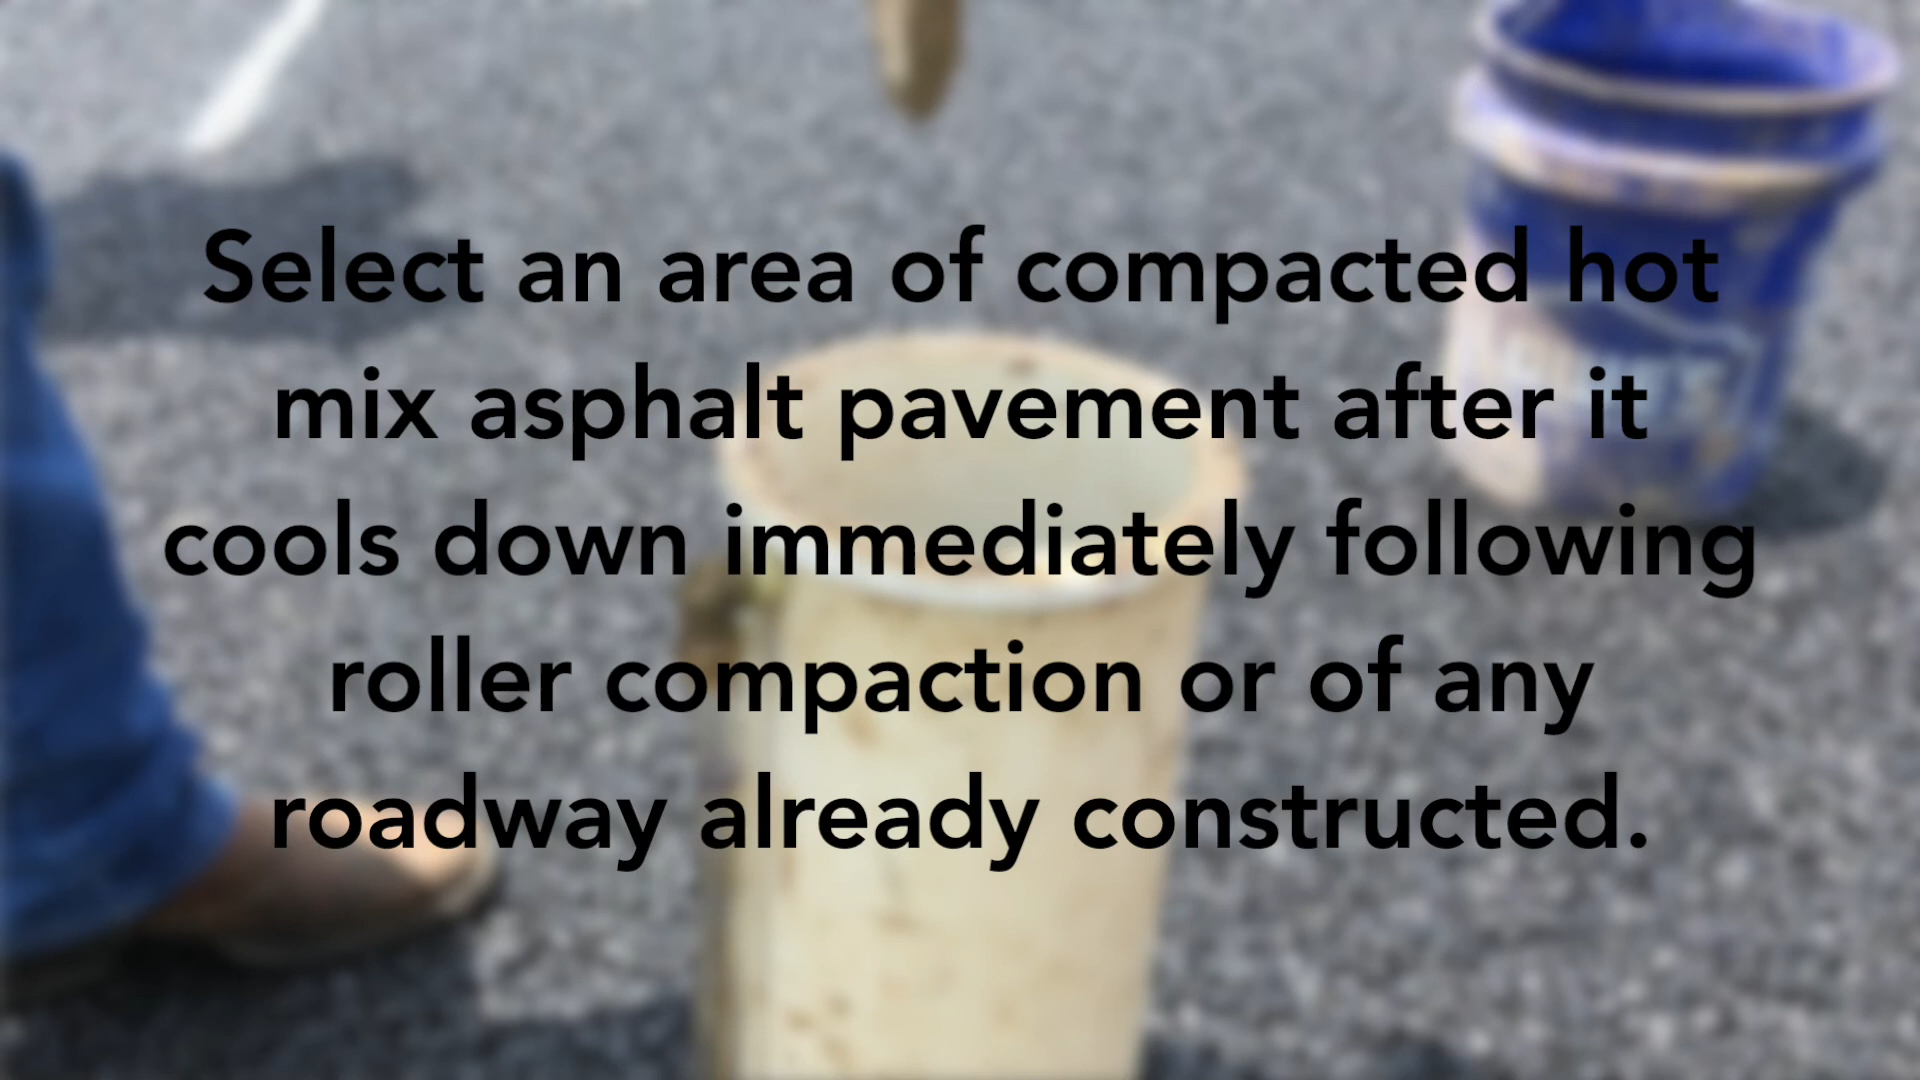 Select an area of compacted hot
mix asphalt pavement after it
cools down immediately following
roller compaction or of any
roadway already constructed.